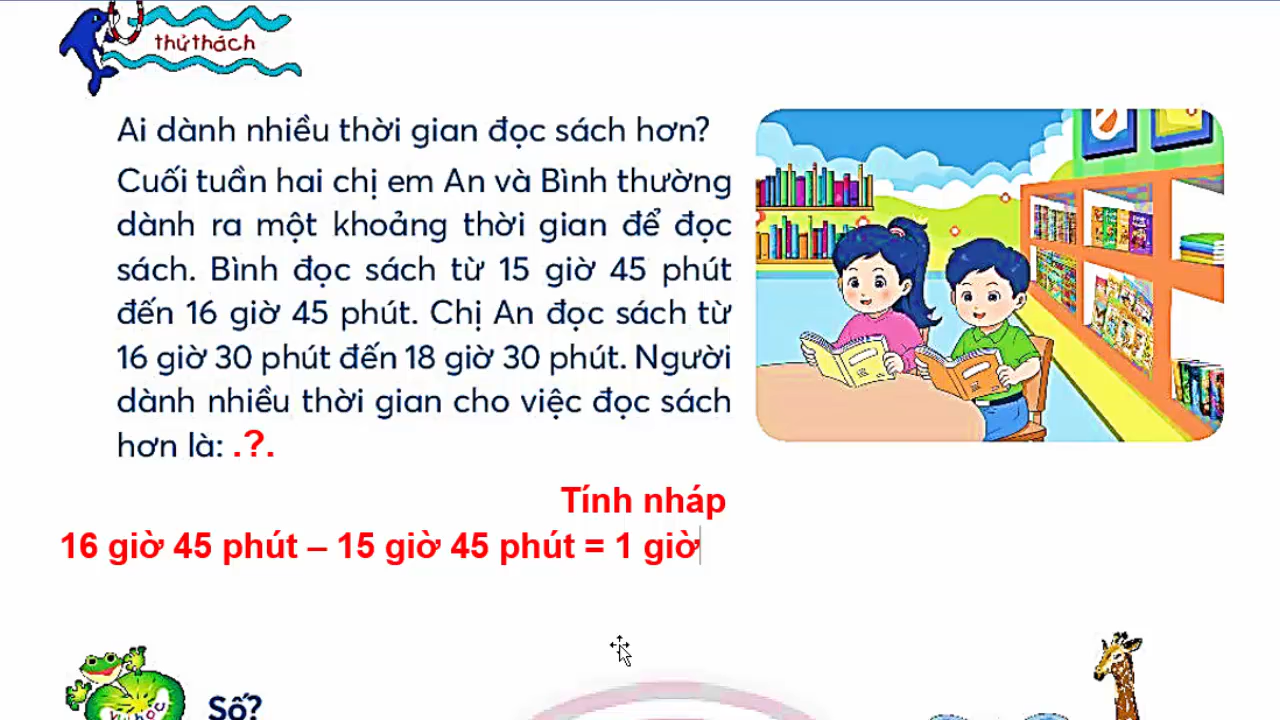 thử thách
Ai dành nhiều thời gian đọc sách hơn?
Cuối tuần hai chị em An và Bình thường
dành ra một khoảng thời gian để đọc
sách. Bình đọc sách từ 15 giờ 45 phút
đến 16 giờ 45 phút. Chị An đọc sách từ
16 giờ 30 phút đến 18 giờ 30 phút. Người
dành nhiều thời gian cho việc đọc sách
hơn là: .?.
Tính nháp
16 giờ 45 phút – 15 giờ 45 phút = 1 giờ
Số?